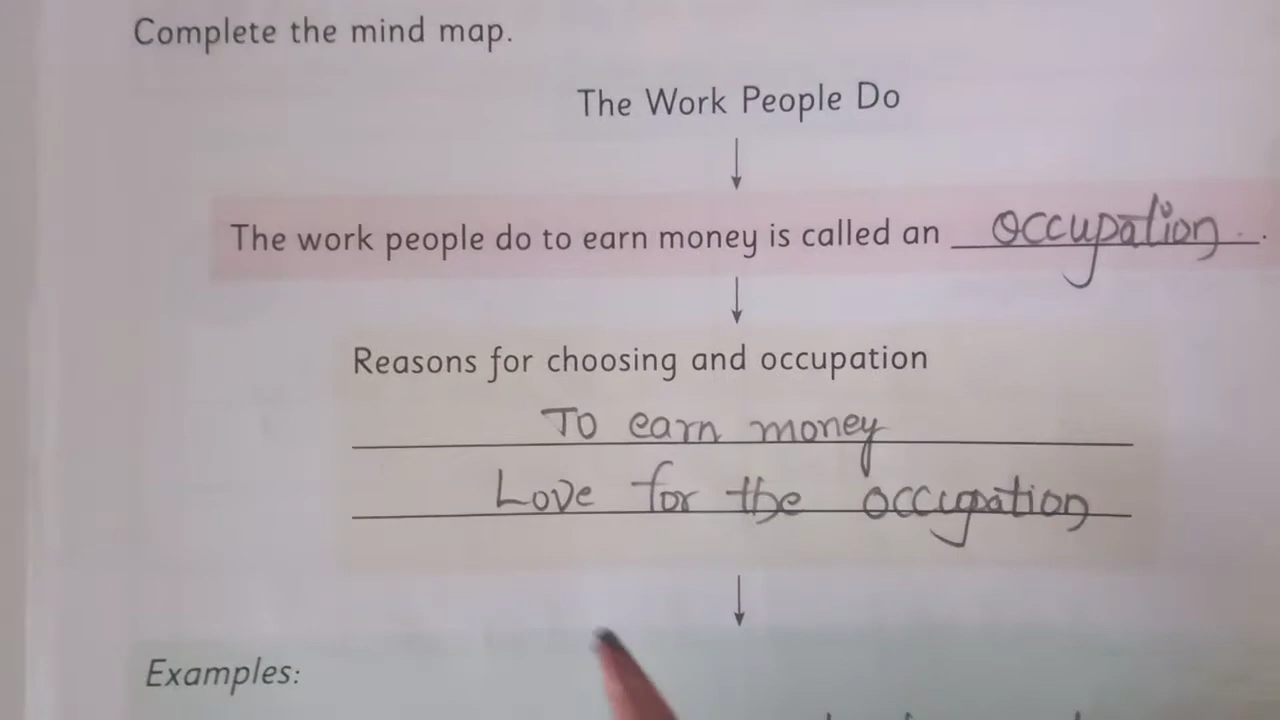 Complete the mind map.
The Work People Do
The work people do to earn money is called an occupation.
Reasons for choosing and occupation
To earn money
Love for the occupation
Examples: